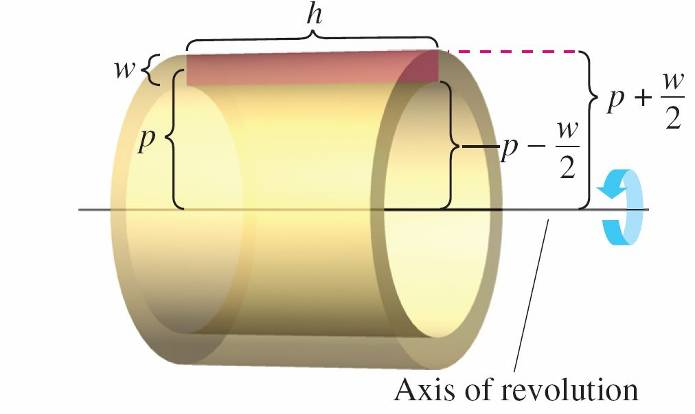 h
w
p
p + w/2
p − w/2
Axis of revolution